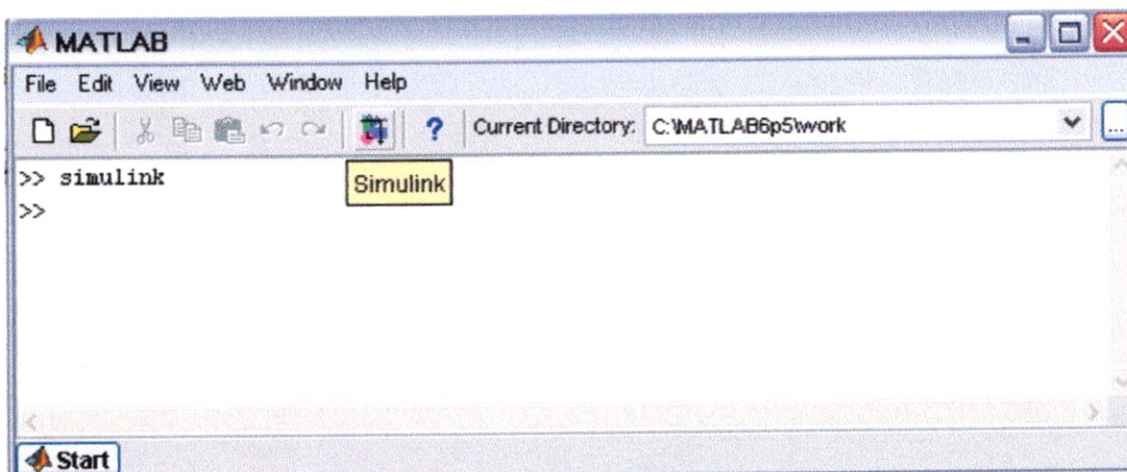 MATLAB
File Edit View Web Window Help
? Current Directory: C:\MATLAB6p5\work ...
>> simulink
Simulink
>>
Start